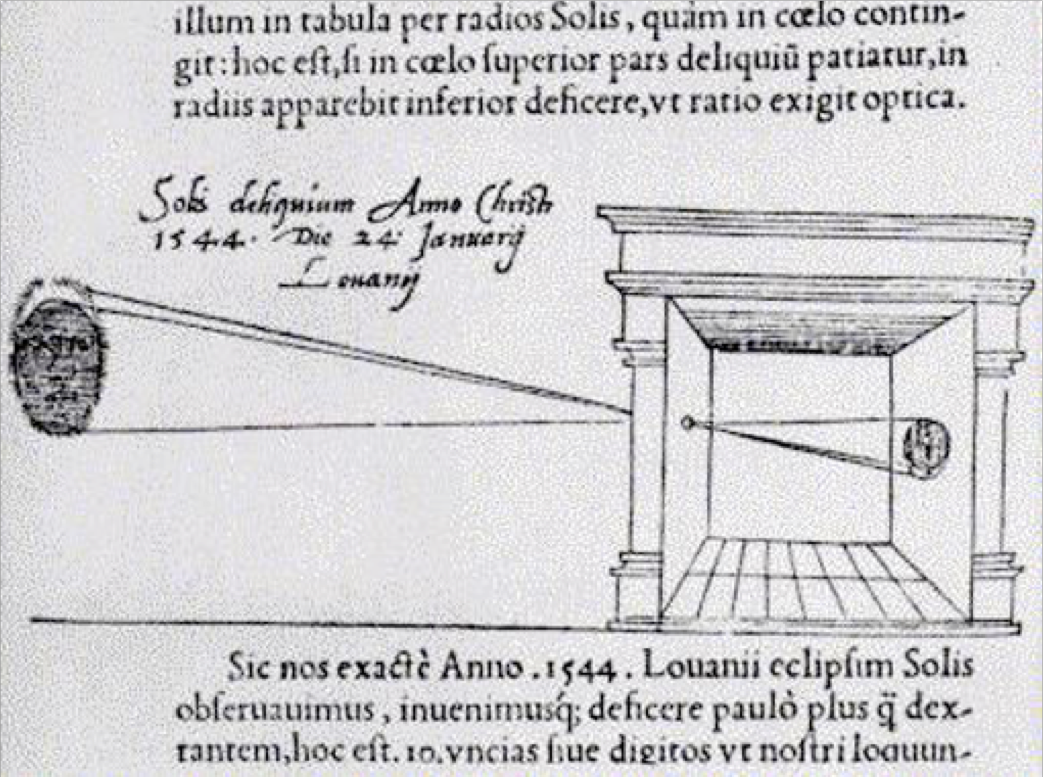 illum in tabula per radios Solis, quàm in cœlo contin-
git: hoc est, si in cœlo superior pars deliquiū patiatur, in
radiis apparebit inferior deficere, vt ratio exigit optica.
Solis deliquium Anno Christi
1544. Die 24 Januarij
Louanij
Sic nos exactè Anno .1544. Louanii eclipsim Solis
obseruauimus, inuenimusq́; deficere paulò plus q̈ dex-
tantem, hoc est. 10. vncias siue digitos vt nostri loquun-